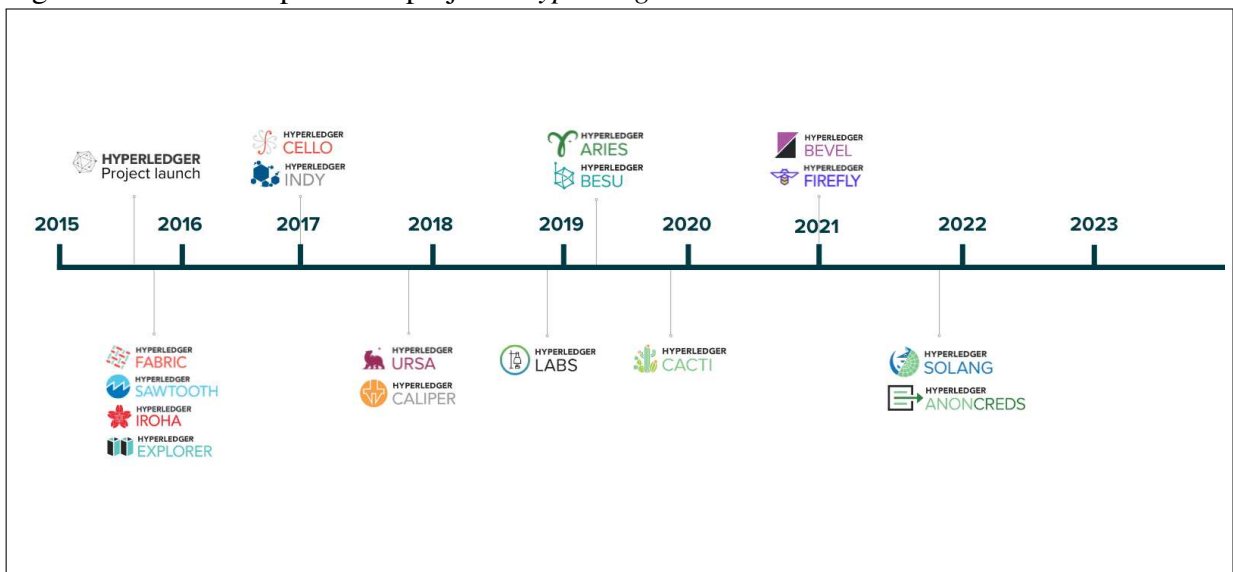 HYPERLEDGER
Project launch
HYPERLEDGER
CELLO
HYPERLEDGER
INDY
HYPERLEDGER
ARIES
HYPERLEDGER
BESU
HYPERLEDGER
BEVEL
HYPERLEDGER
FIREFLY
2015 2016 2017 2018 2019 2020 2021 2022 2023
HYPERLEDGER
FABRIC
HYPERLEDGER
SAWTOOTH
HYPERLEDGER
IROHA
HYPERLEDGER
EXPLORER
HYPERLEDGER
URSA
HYPERLEDGER
CALIPER
HYPERLEDGER
LABS
HYPERLEDGER
CACTI
HYPERLEDGER
SOLANG
HYPERLEDGER
ANONCREDS